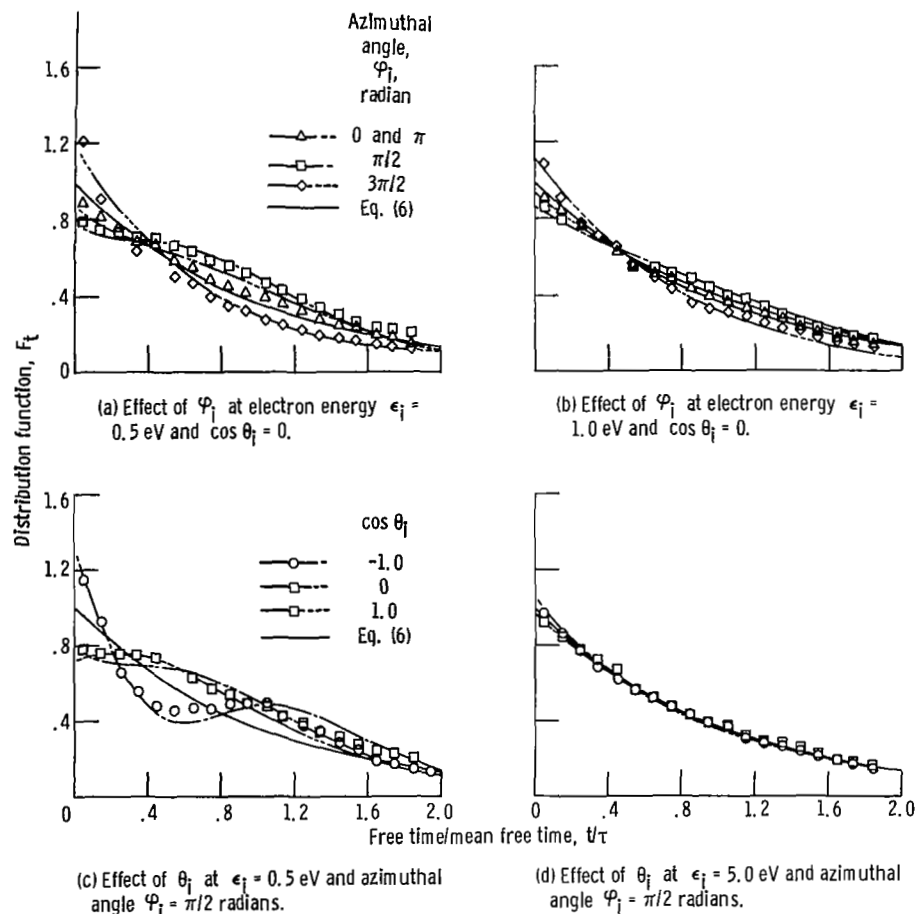 Azimuthal
angle,
φi,
radian
0 and π
π/2
3π/2
Eq. (6)
1.6
1.2
.8
.4
0
(a) Effect of φi at electron energy ϵi =
0.5 eV and cos θi = 0.
(b) Effect of φi at electron energy ϵi =
1.0 eV and cos θi = 0.
Distribution function, Ft
1.6
1.2
.8
.4
cos θi
-1.0
0
1.0
Eq. (6)
0 .4 .8 1.2 1.6 2.0
0 .4 .8 1.2 1.6 2.0
Free time/mean free time, t/τ
(c) Effect of θi at ϵi = 0.5 eV and azimuthal
angle φi = π/2 radians.
(d) Effect of θi at ϵi = 5.0 eV and azimuthal
angle φi = π/2 radians.